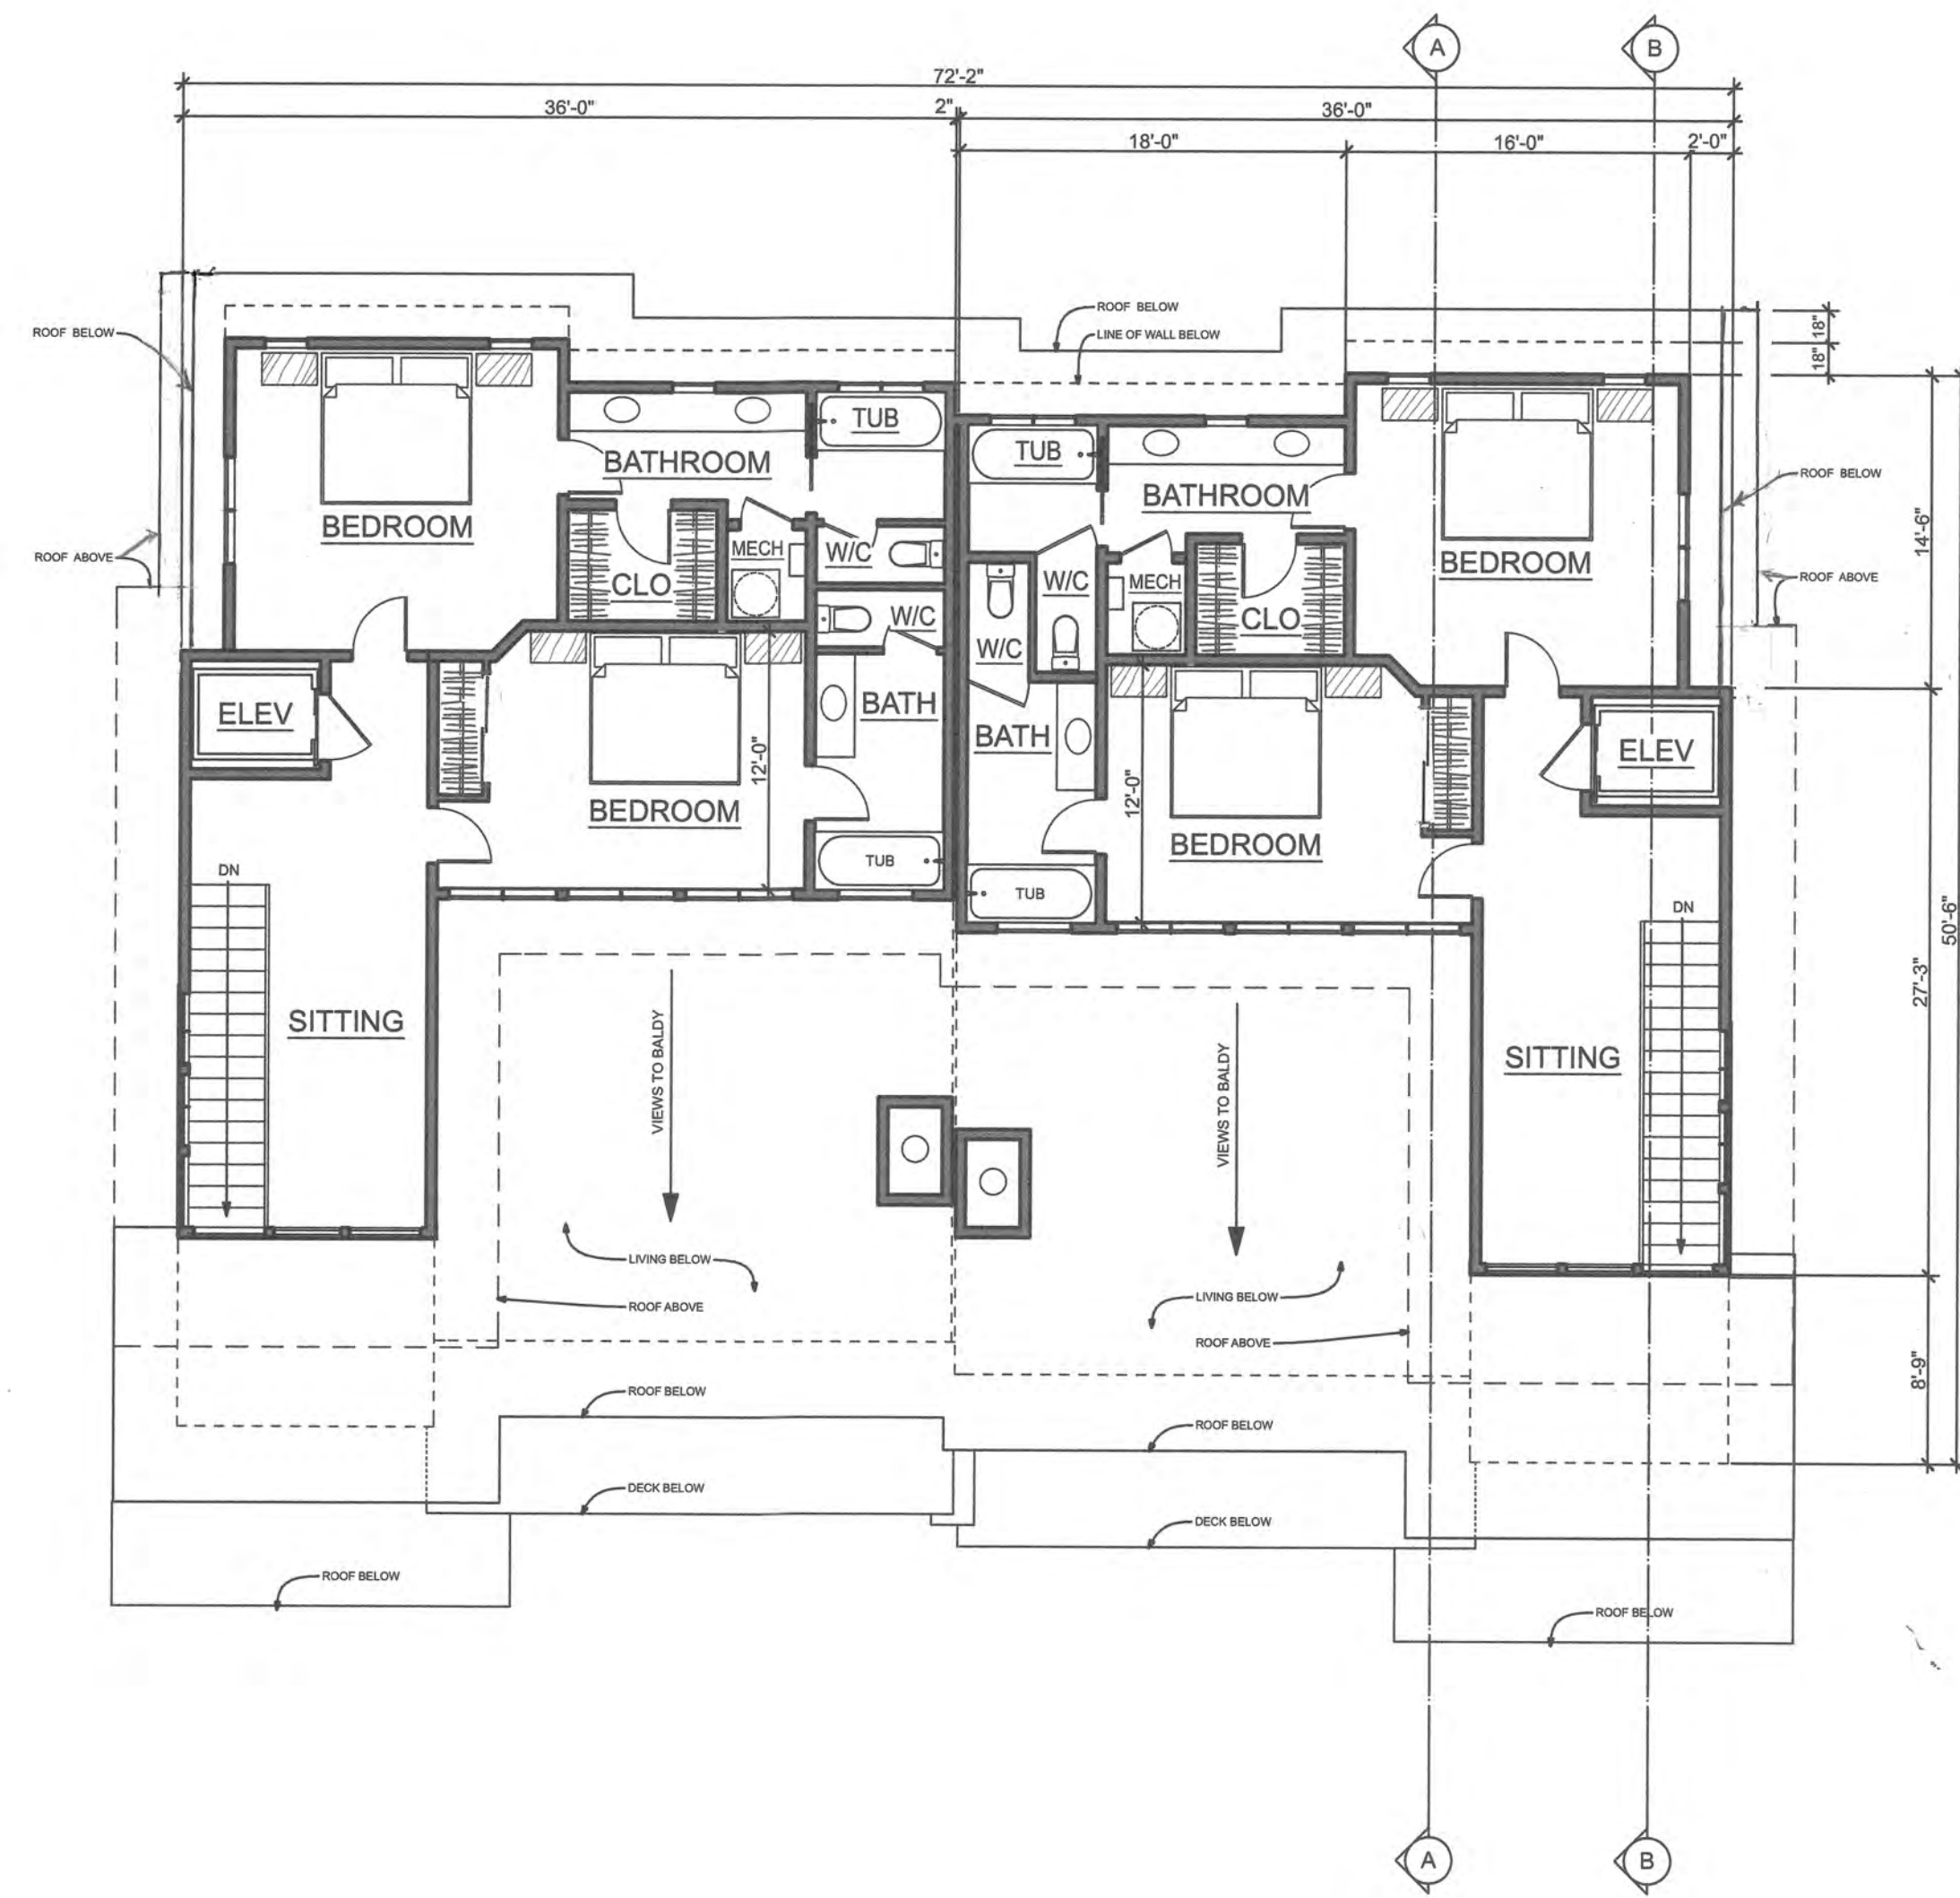 A
B
72'-2"
36'-0"
2"
36'-0"
18'-0"
16'-0"
2'-0"
ROOF BELOW
LINE OF WALL BELOW
ROOF BELOW
18"
18"
TUB
BATHROOM
TUB
BATHROOM
ROOF BELOW
BEDROOM
ROOF ABOVE
MECH
W/C
CLO
W/C
BEDROOM
14'-6"
W/C
MECH
ROOF ABOVE
CLO
W/C
ELEV
BATH
BATH
ELEV
12'-0"
BEDROOM
12'-0"
BEDROOM
TUB
DN
TUB
DN
50'-6"
27'-3"
SITTING
VIEWS TO BALDY
VIEWS TO BALDY
SITTING
LIVING BELOW
ROOF ABOVE
LIVING BELOW
ROOF ABOVE
8'-9"
ROOF BELOW
ROOF BELOW
DECK BELOW
DECK BELOW
ROOF BELOW
ROOF BELOW
A
B